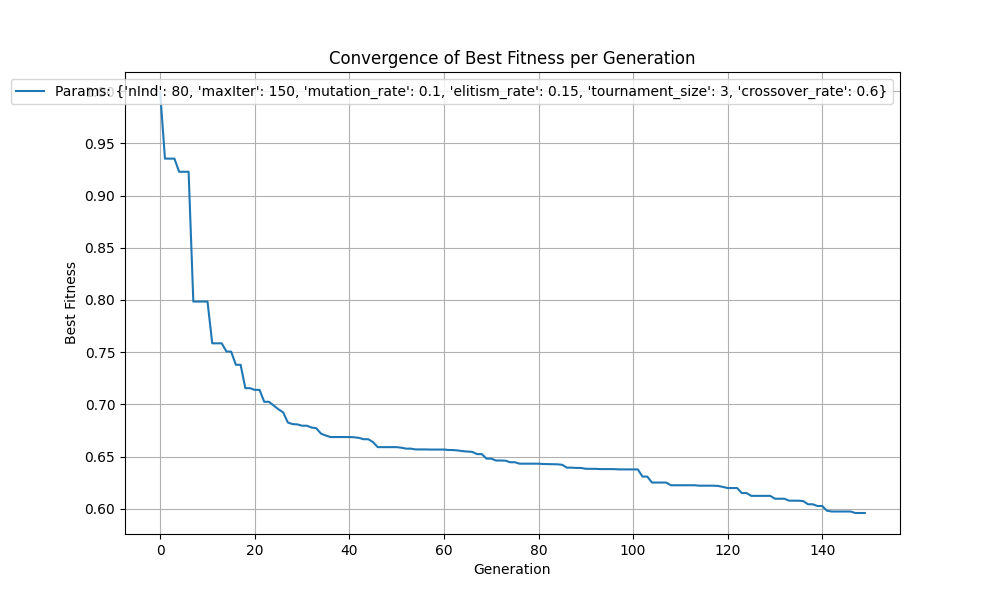 Convergence of Best Fitness per Generation
Params: {'nInd': 80, 'maxIter': 150, 'mutation_rate': 0.1, 'elitism_rate': 0.15, 'tournament_size': 3, 'crossover_rate': 0.6}
1.00
0.95
0.90
0.85
0.80
0.75
0.70
0.65
0.60
Best Fitness
0 20 40 60 80 100 120 140
Generation